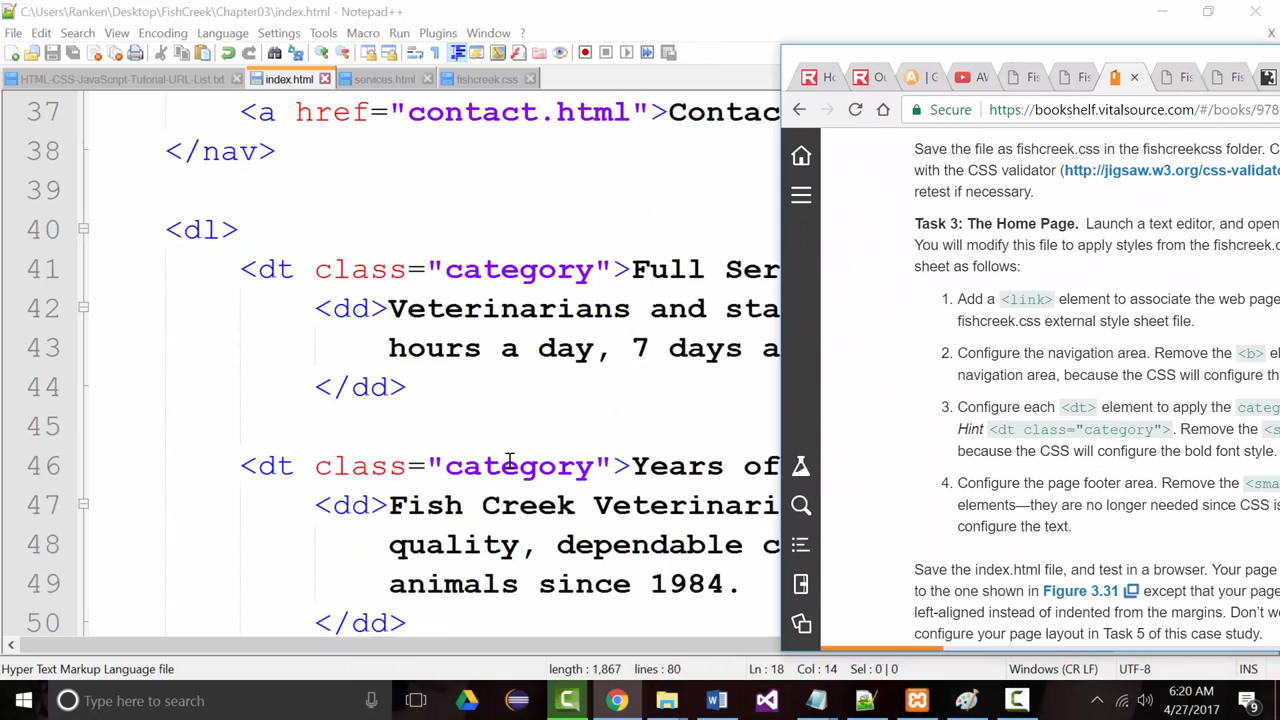 C:\Users\Ranken\Desktop\FishCreek\Chapter03\index.html - Notepad++
File Edit Search View Encoding Language Settings Tools Macro Run Plugins Window ? X
HTML-CSS-JavaScript-Tutorial-URL-List.txt index.html services.html fishcreek.css
37 <a href="contact.html">Contac
38 </nav>
39
40 <dl>
41 <dt class="category">Full Ser
42 <dd>Veterinarians and sta
43 hours a day, 7 days a
44 </dd>
45
46 <dt class="category">Years of
47 <dd>Fish Creek Veterinari
48 quality, dependable c
49 animals since 1984.
50 </dd>
Hyper Text Markup Language file length : 1,867 lines : 80 Ln : 18 Col : 14 Sel : 0 | 0 Windows (CR LF) UTF-8 INS
Ho Ou | C AV Fis Fis Fis Fis
Secure https://bookshelf.vitalsource.com/#/books/978
Save the file as fishcreek.css in the fishcreekcss folder. C
with the CSS validator (http://jigsaw.w3.org/css-validato
retest if necessary.
Task 3: The Home Page. Launch a text editor, and open
You will modify this file to apply styles from the fishcreek.c
sheet as follows:
1. Add a <link> element to associate the web page
fishcreek.css external style sheet file.
2. Configure the navigation area. Remove the <b> el
navigation area, because the CSS will configure the
3. Configure each <dt> element to apply the categ
Hint <dt class="category">. Remove the <s
because the CSS will configure the bold font style.
4. Configure the page footer area. Remove the <sma
elements—they are no longer needed since CSS is
configure the text.
Save the index.html file, and test in a browser. Your page
to the one shown in Figure 3.31 except that your page
left-aligned instead of indented from the margins. Don't wo
configure your page layout in Task 5 of this case study.
Type here to search
6:20 AM
4/27/2017